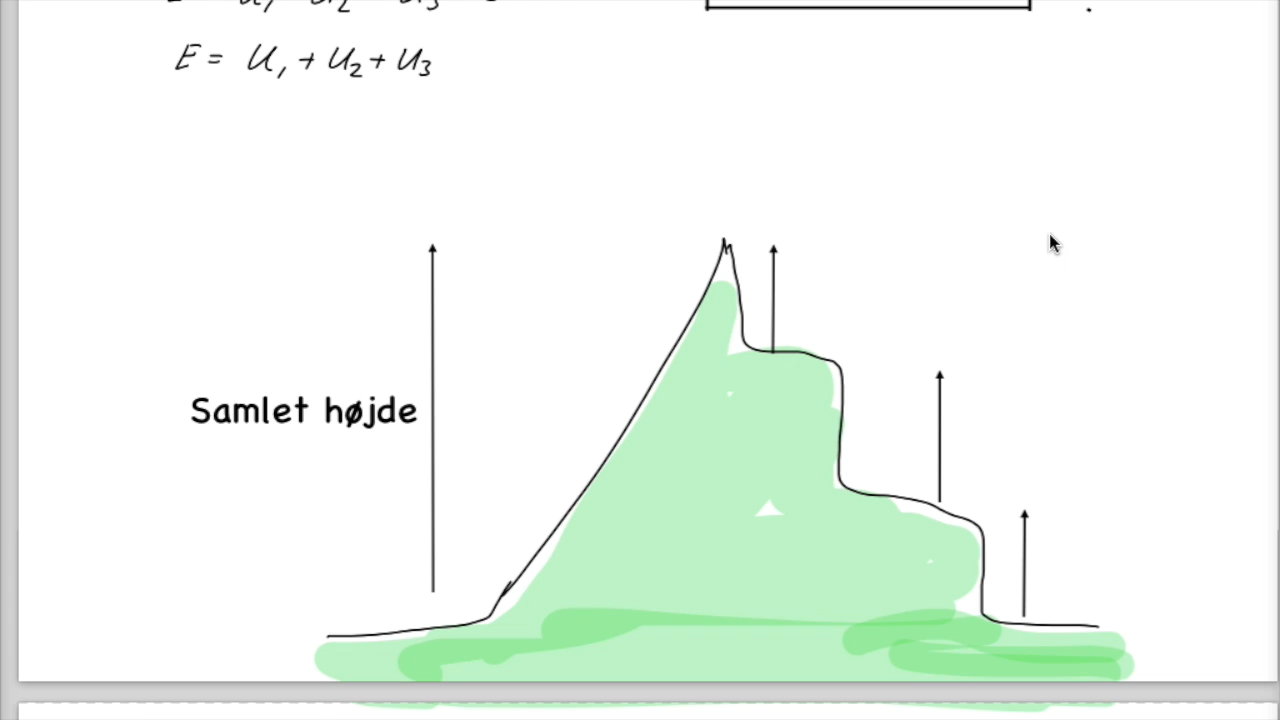 E = U₁ + U₂ + U₃
Samlet højde